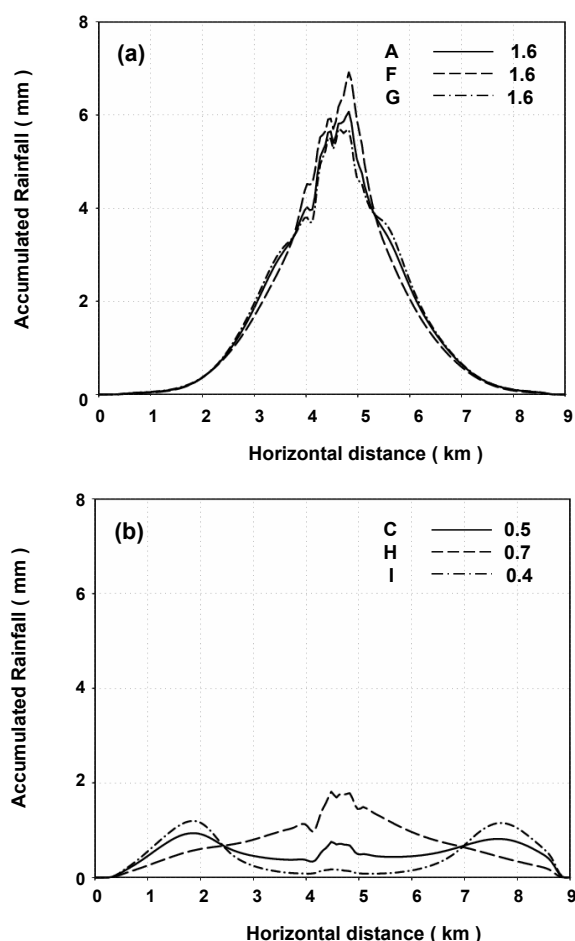 (a)
A 1.6
F 1.6
G 1.6
Accumulated Rainfall ( mm )
8
6
4
2
0
0 1 2 3 4 5 6 7 8 9
Horizontal distance ( km )
(b)
C 0.5
H 0.7
I 0.4
Accumulated Rainfall ( mm )
8
6
4
2
0
0 1 2 3 4 5 6 7 8 9
Horizontal distance ( km )